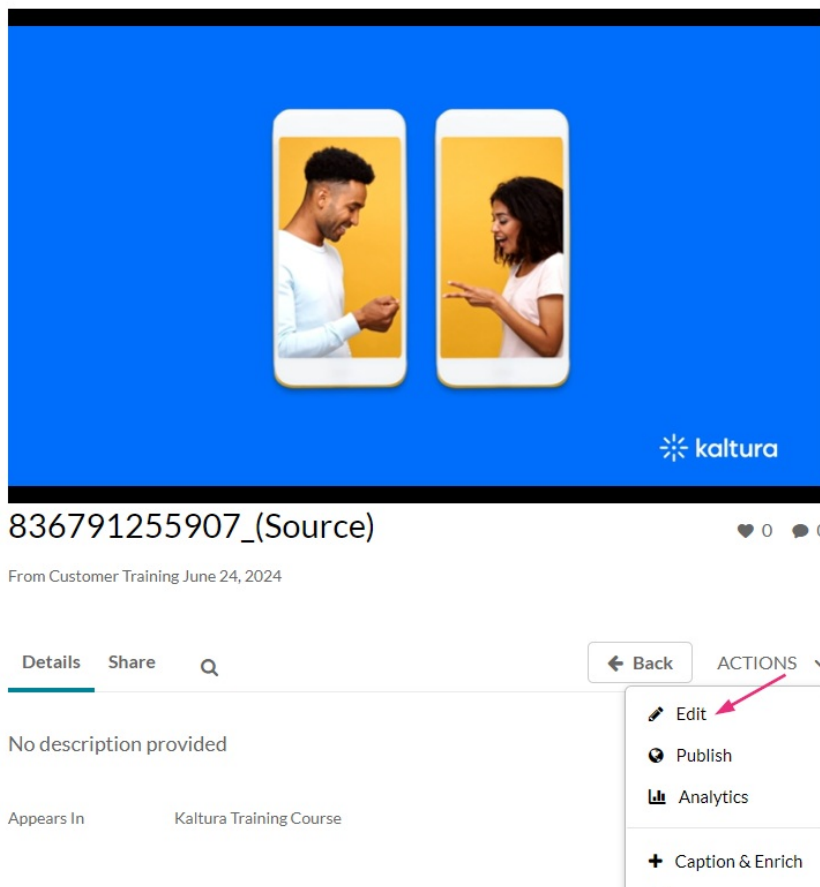 kaltura
836791255907_(Source)
0
From Customer Training June 24, 2024
Details Share
Back ACTIONS
Edit
No description provided
Publish
Analytics
Appears In Kaltura Training Course
Caption & Enrich